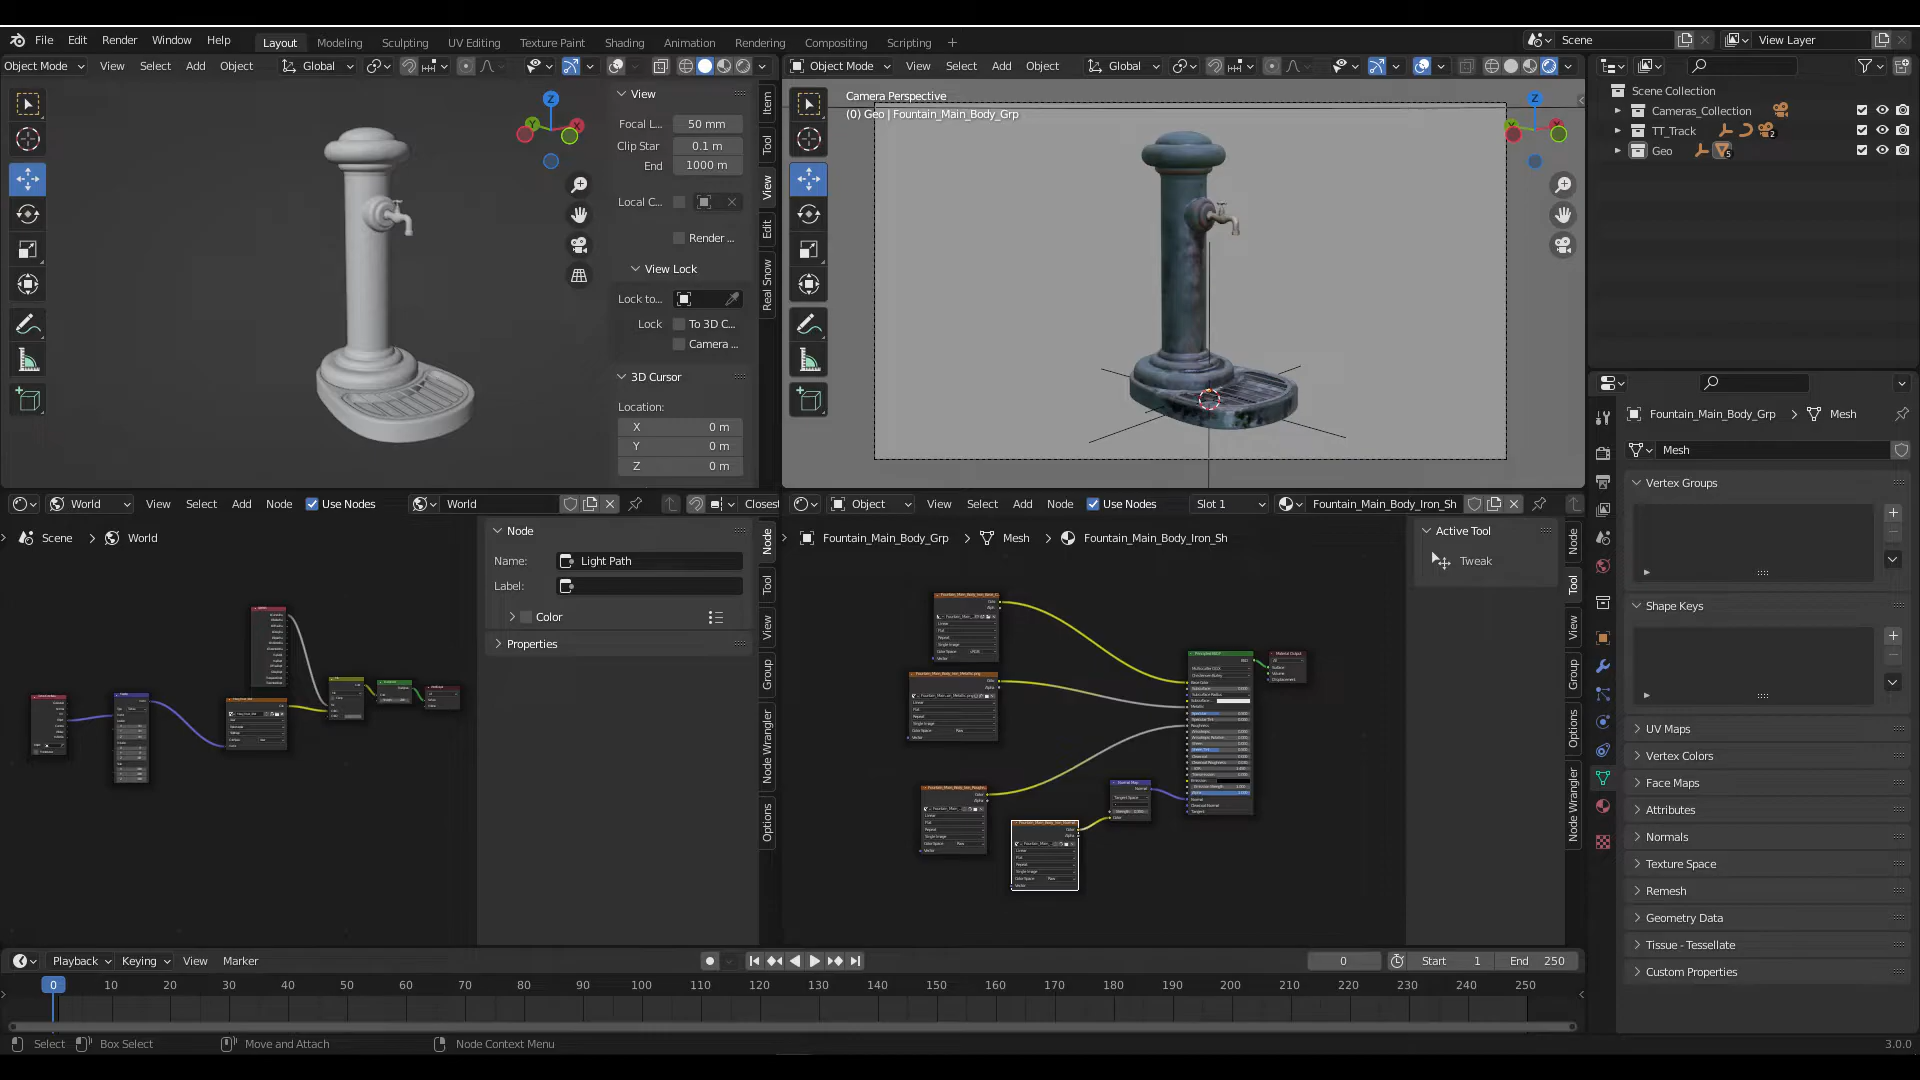 File Edit Render Window Help Layout Modeling Sculpting UV Editing Texture Paint Shading Animation Rendering Compositing Scripting + Scene View Layer
Object Mode View Select Add Object Global
Object Mode View Select Add Object Global
View
Focal L... 50 mm
Clip Star 0.1 m
End 1000 m
Local C...
Render ...
View Lock
Lock to...
Lock To 3D C...
Camera ...
3D Cursor
Location:
X 0 m
Y 0 m
Z 0 m
Item
Tool
View
Edit
Real Snow
Camera Perspective
(0) Geo | Fountain_Main_Body_Grp
Scene Collection
Cameras_Collection
TT_Track 2
Geo 5
World View Select Add Node Use Nodes World Closest
Scene > World
Node
Name: Light Path
Label:
Color
Properties
Node
Tool
View
Group
Node Wrangler
Options
Object View Select Add Node Use Nodes Slot 1 Fountain_Main_Body_Iron_Sh
Fountain_Main_Body_Grp > Mesh > Fountain_Main_Body_Iron_Sh
Active Tool
Tweak
Node
Tool
View
Group
Options
Node Wrangler
Material Output
Normal Map
Fountain_Main_Body_Grp > Mesh
Mesh
Vertex Groups
Shape Keys
UV Maps
Vertex Colors
Face Maps
Attributes
Normals
Texture Space
Remesh
Geometry Data
Tissue - Tessellate
Custom Properties
Playback Keying View Marker 0 Start 1 End 250
0 10 20 30 40 50 60 70 80 90 100 110 120 130 140 150 160 170 180 190 200 210 220 230 240 250
Select Box Select Move and Attach Node Context Menu 3.0.0